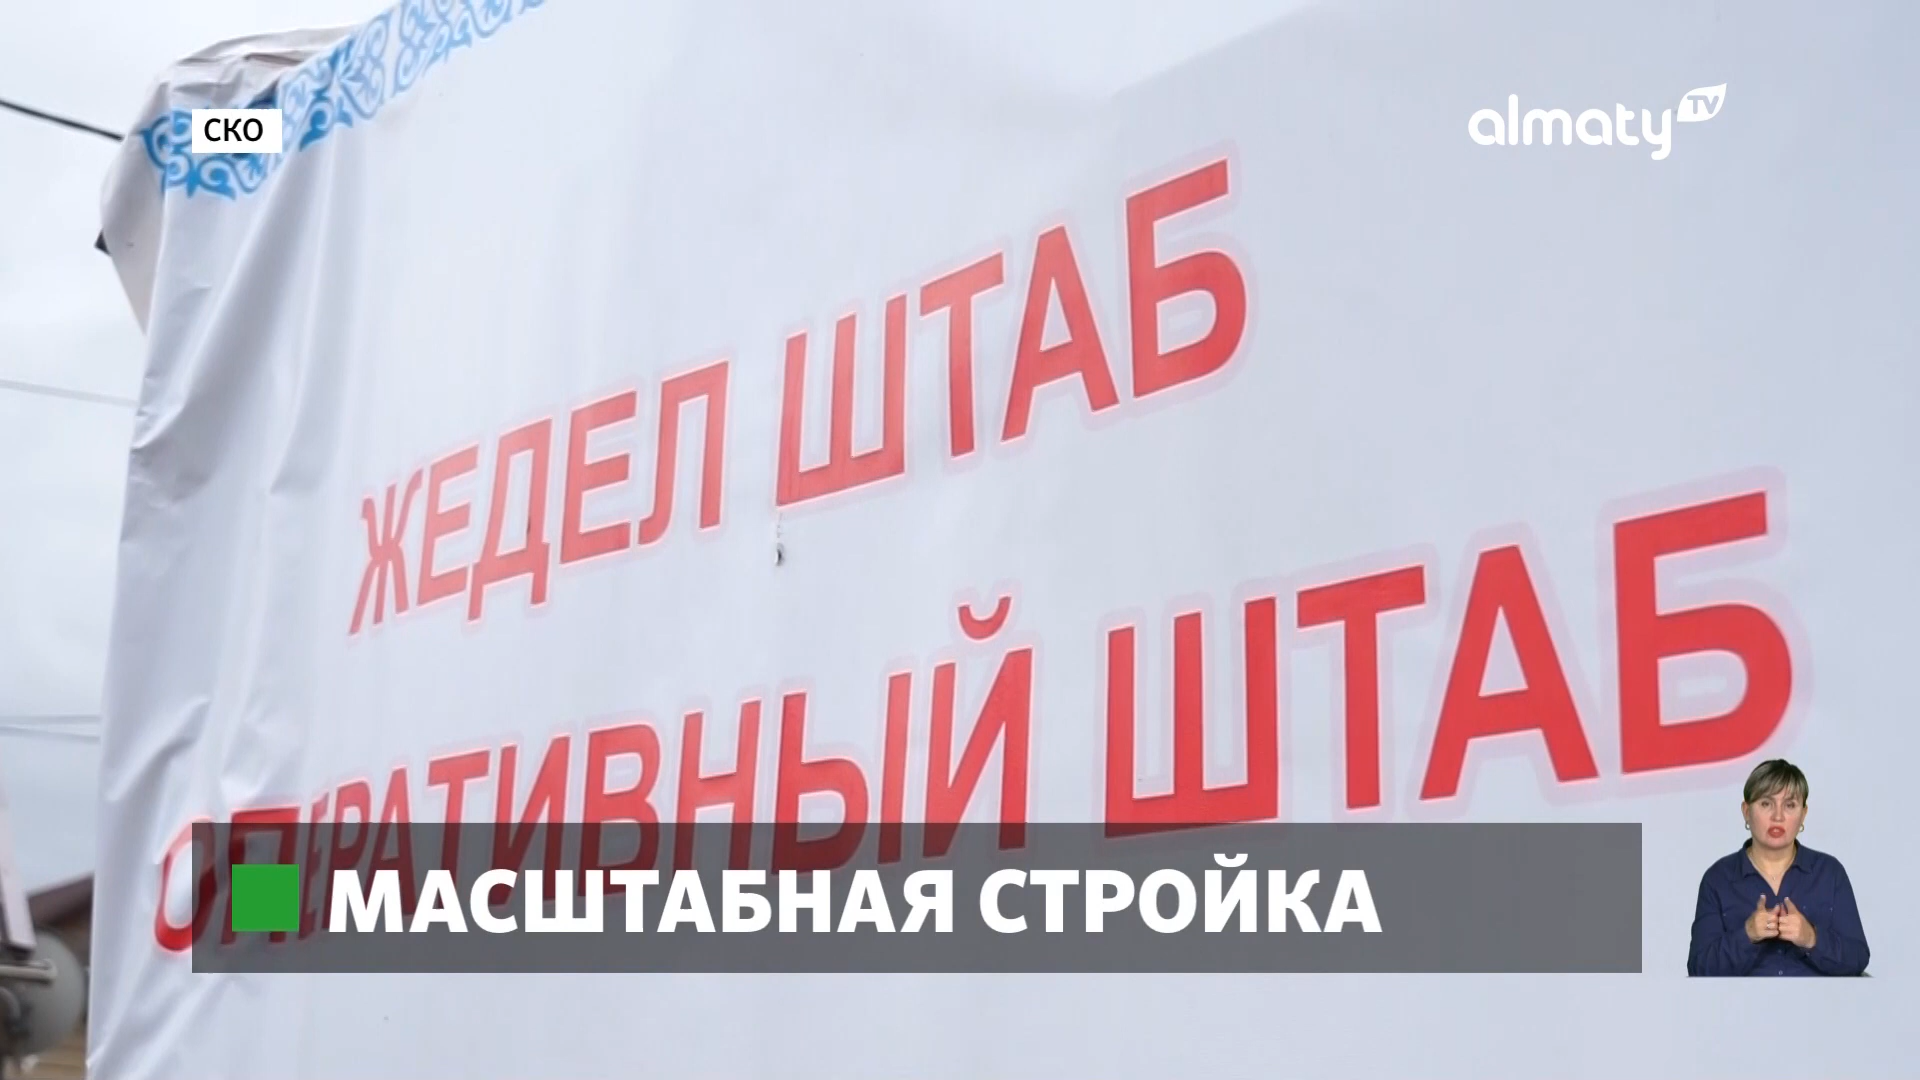 СКО
almaty TV
ЖЕДЕЛ ШТАБ
ОПЕРАТИВНЫЙ ШТАБ
МАСШТАБНАЯ СТРОЙКА